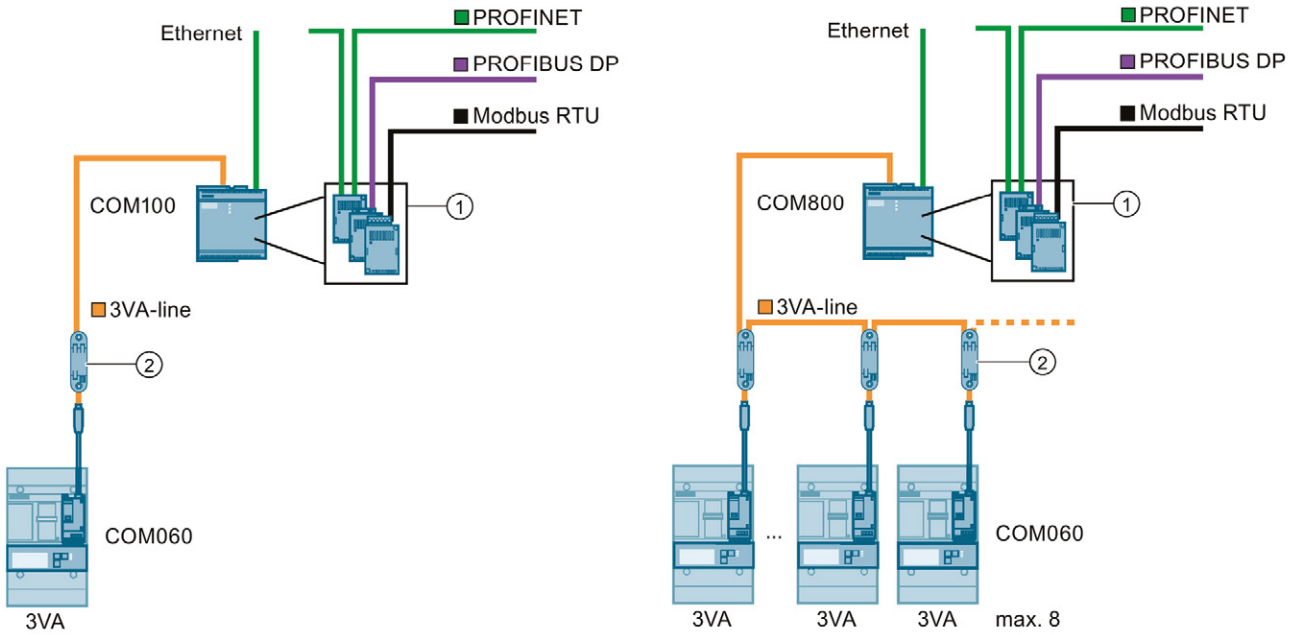 Ethernet
PROFINET
PROFIBUS DP
Modbus RTU
COM100
1
3VA-line
2
COM060
3VA
Ethernet
PROFINET
PROFIBUS DP
Modbus RTU
COM800
1
3VA-line
2
...
COM060
3VA 3VA 3VA max. 8